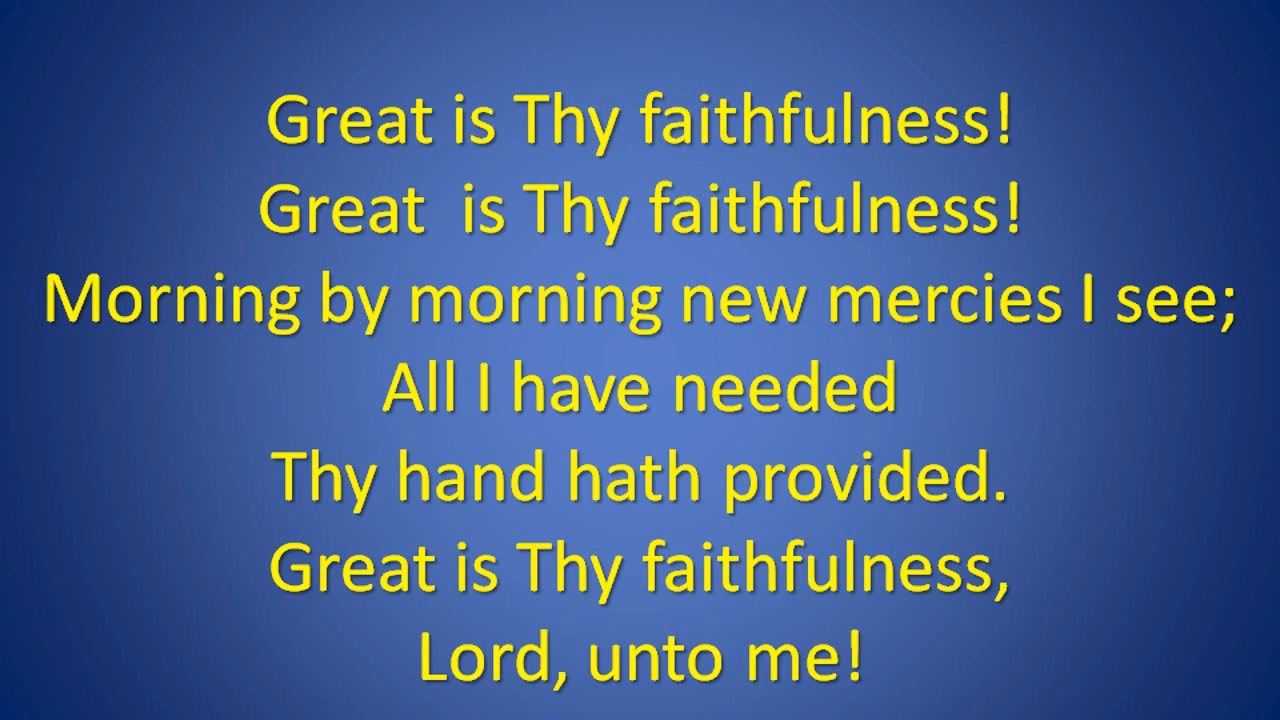 Great is Thy faithfulness!
Great  is Thy faithfulness!
Morning by morning new mercies I see;
All I have needed
Thy hand hath provided.
Great is Thy faithfulness,
Lord, unto me!